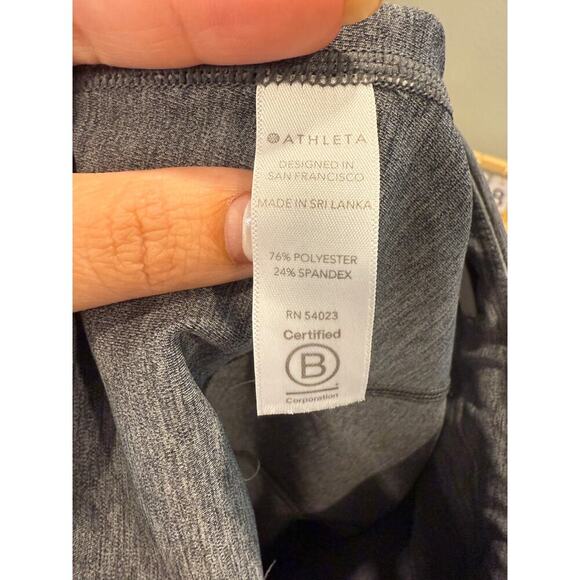 ATHLETA
DESIGNED IN
SAN FRANCISCO
MADE IN SRI LANKA
76% POLYESTER
24% SPANDEX
RN 54023
Certified
B
Corporation